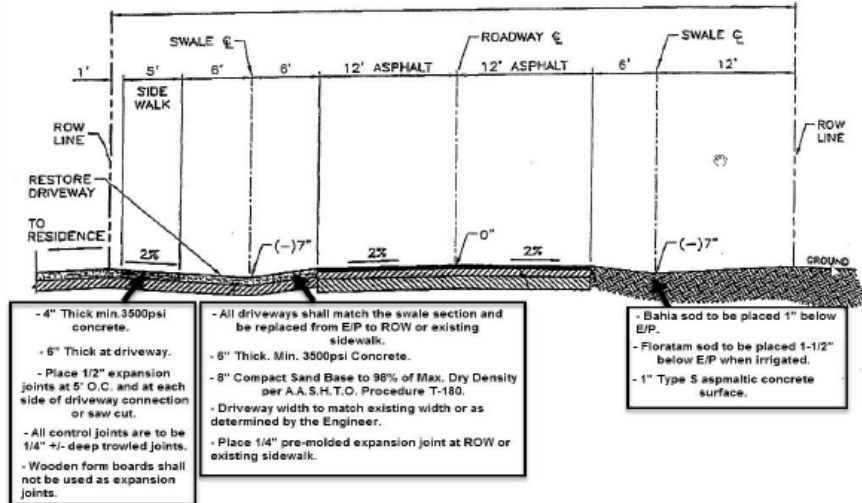 SWALE ℄
ROADWAY ℄
SWALE ℄
1'
5'
6'
6'
12' ASPHALT
12' ASPHALT
6'
12'
SIDE
WALK
ROW
LINE
ROW
LINE
RESTORE
DRIVEWAY
TO
RESIDENCE
2%
(-)7"
2%
0"
2%
(-)7"
GROUND
- 4" Thick min.3500psi
concrete.
- 6" Thick at driveway.
- Place 1/2" expansion
joints at 5' O.C. and at each
side of driveway connection
or saw cut.
- All control joints are to be
1/4" +/- deep trowled joints.
- Wooden form boards shall
not be used as expansion
joints.
- All driveways shall match the swale section and
be replaced from E/P to ROW or existing
sidewalk.
- 6" Thick. Min. 3500psi Concrete.
- 8" Compact Sand Base to 98% of Max. Dry Density
per A.A.S.H.T.O. Procedure T-180.
- Driveway width to match existing width or as
determined by the Engineer.
- Place 1/4" pre-molded expansion joint at ROW or
existing sidewalk.
- Bahia sod to be placed 1" below
E/P.
- Floratam sod to be placed 1-1/2"
below E/P when irrigated.
- 1" Type S aspmaltic concrete
surface.